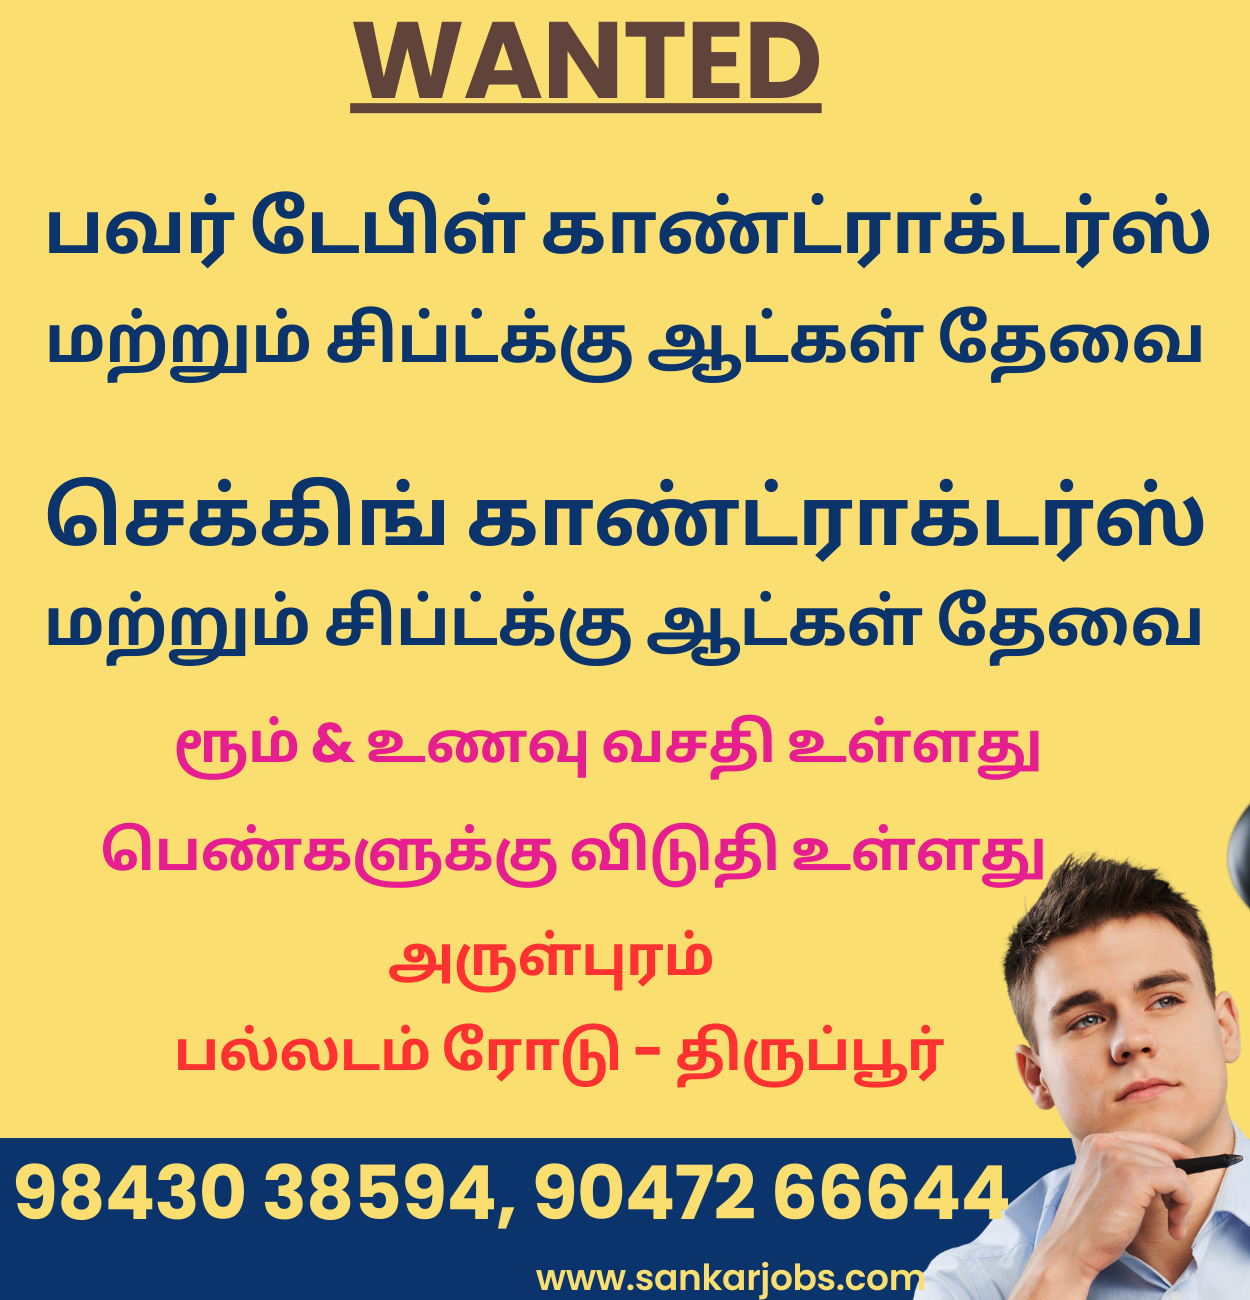 WANTED
பவர் டேபிள் காண்ட்ராக்டர்ஸ்
மற்றும் சிப்ட்க்கு ஆட்கள் தேவை
செக்கிங் காண்ட்ராக்டர்ஸ்
மற்றும் சிப்ட்க்கு ஆட்கள் தேவை
ரூம் & உணவு வசதி உள்ளது
பெண்களுக்கு விடுதி உள்ளது
அருள்புரம்
பல்லடம் ரோடு - திருப்பூர்
98430 38594, 90472 66644
www.sankarjobs.com